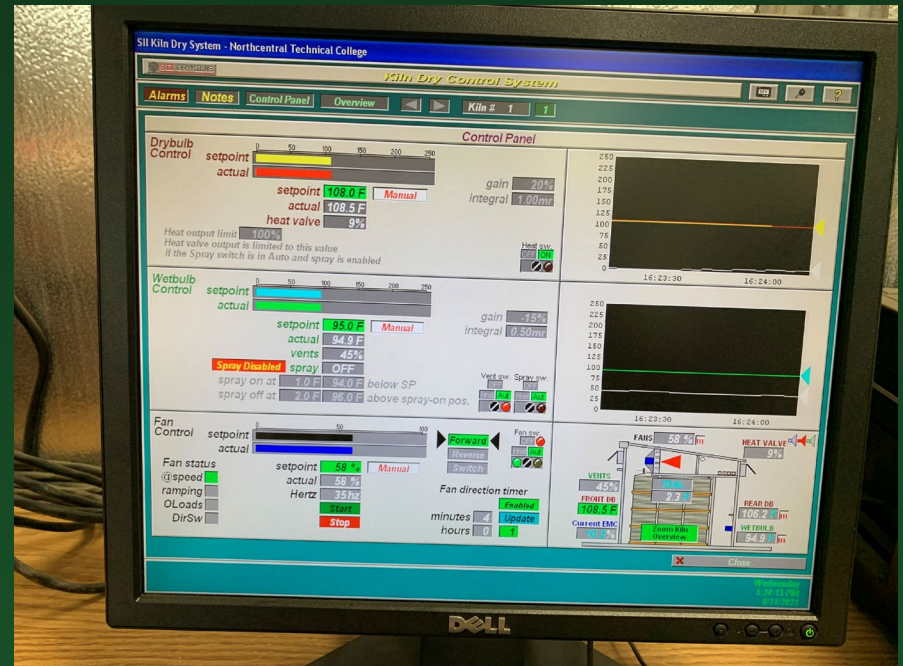 SII Kiln Dry System - Northcentral Technical College
SII DRY KILNS
Kiln Dry Control System
?
Alarms Notes Control Panel Overview Kiln # 1 1
Control Panel
Drybulb Control
0 50 100 150 200 250
setpoint
actual
setpoint 108.0 F Manual
actual 108.5 F
heat valve 9%
gain 20%
integral 1.00mr
Heat output limit 100%
Heat valve output is limited to this value
if the Spray switch is in Auto and spray is enabled
Heat sw.
OFF ON
250
225
200
175
150
125
100
75
50
25
0
16:23:30 16:24:00
Wetbulb Control
0 50 100 150 200 250
setpoint
actual
setpoint 95.0 F Manual
actual 94.9 F
vents 45%
Spray Disabled spray OFF
spray on at 1.0 F 94.0 F below SP
spray off at 2.0 F 96.0 F above spray-on pos.
gain -15%
integral 0.50mr
Vent sw. Spray sw.
OFF OFF
Aut Aut
250
225
200
175
150
125
100
75
50
25
0
16:23:30 16:24:00
Fan Control
0 50 100
setpoint
actual
Fan status
@speed
ramping
OLoads
DirSw
setpoint 58 % Manual
actual 58 %
Hertz 35hz
Start
Stop
Forward
Reverse
Switch
Fan sw.
OFF
Aut
Fan direction timer
Enabled
minutes 4 Update
hours 0 1
FANS 58 % m
HEAT VALVE
9%
VENTS
45%
FRONT DB
108.5 F
Current EMC
2.3
REAR DB
106.2 m
WETBULB
94.9 m
Zoom Kiln
Overview
X Close
Wednesday
DELL